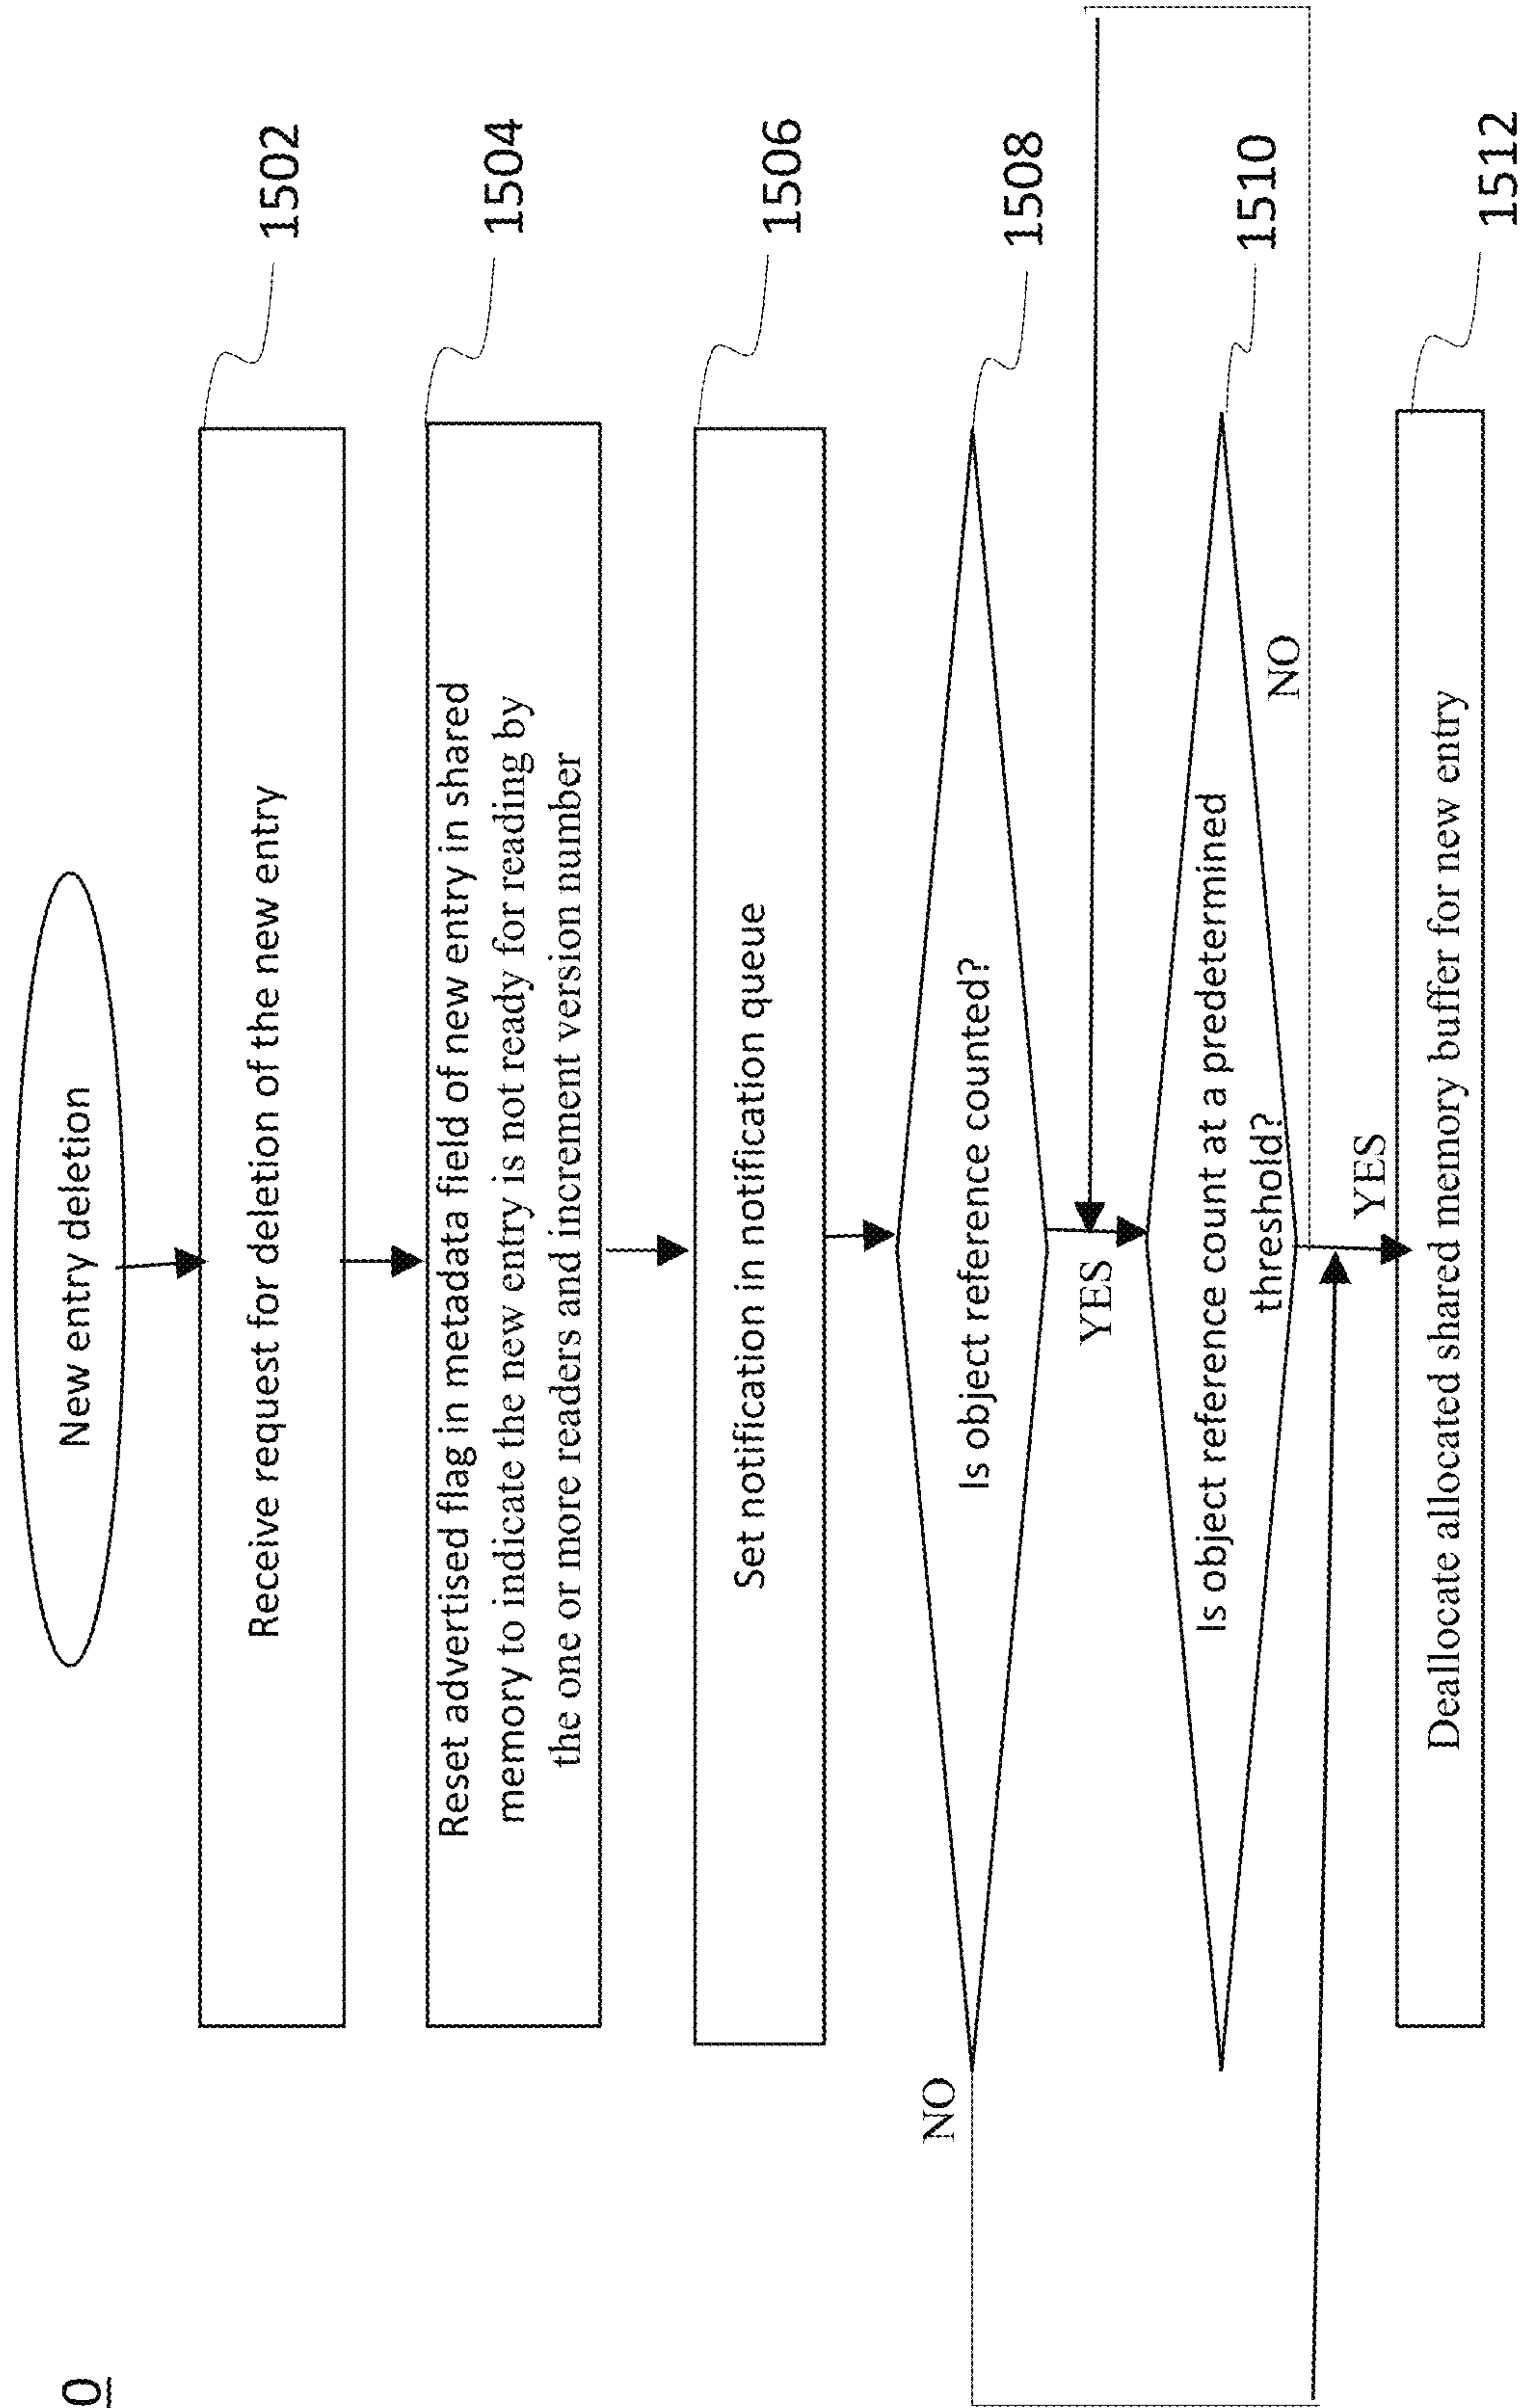 0
New entry deletion
Receive request for deletion of the new entry
1502
Reset advertised flag in metadata field of new entry in shared
memory to indicate the new entry is not ready for reading by
the one or more readers and increment version number
1504
Set notification in notification queue
1506
Is object reference counted?
1508
NO
YES
Is object reference count at a predetermined
threshold?
1510
NO
YES
Deallocate allocated shared memory buffer for new entry
1512